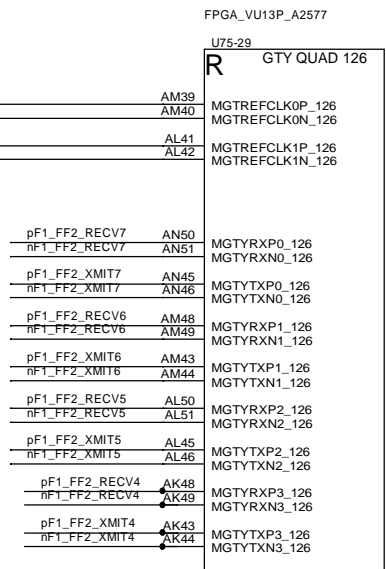 FPGA_VU13P_A2577
U75-29
R GTY QUAD 126
AM39 MGTREFCLK0P_126
AM40 MGTREFCLK0N_126
AL41 MGTREFCLK1P_126
AL42 MGTREFCLK1N_126
pF1_FF2_RECV7 AN50 MGTYRXP0_126
nF1_FF2_RECV7 AN51 MGTYRXN0_126
pF1_FF2_XMIT7 AN45 MGTYTXP0_126
nF1_FF2_XMIT7 AN46 MGTYTXN0_126
pF1_FF2_RECV6 AM48 MGTYRXP1_126
nF1_FF2_RECV6 AM49 MGTYRXN1_126
pF1_FF2_XMIT6 AM43 MGTYTXP1_126
nF1_FF2_XMIT6 AM44 MGTYTXN1_126
pF1_FF2_RECV5 AL50 MGTYRXP2_126
nF1_FF2_RECV5 AL51 MGTYRXN2_126
pF1_FF2_XMIT5 AL45 MGTYTXP2_126
nF1_FF2_XMIT5 AL46 MGTYTXN2_126
pF1_FF2_RECV4 AK48 MGTYRXP3_126
nF1_FF2_RECV4 AK49 MGTYRXN3_126
pF1_FF2_XMIT4 AK43 MGTYTXP3_126
nF1_FF2_XMIT4 AK44 MGTYTXN3_126